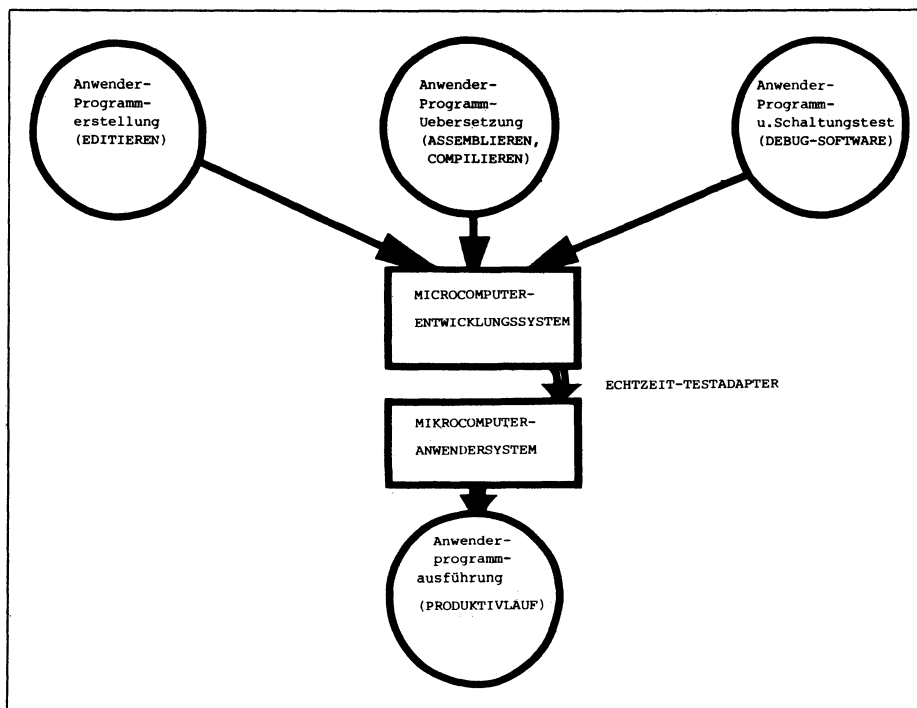 Anwender-
Programm-
erstellung
(EDITIEREN)
Anwender-
Programm-
Uebersetzung
(ASSEMBLIEREN,
COMPILIEREN)
Anwender-
Programm-
u.Schaltungstest
(DEBUG-SOFTWARE)
MICROCOMPUTER-
ENTWICKLUNGSSYSTEM
ECHTZEIT-TESTADAPTER
MIKROCOMPUTER-
ANWENDERSYSTEM
Anwender-
programm-
ausführung
(PRODUKTIVLAUF)